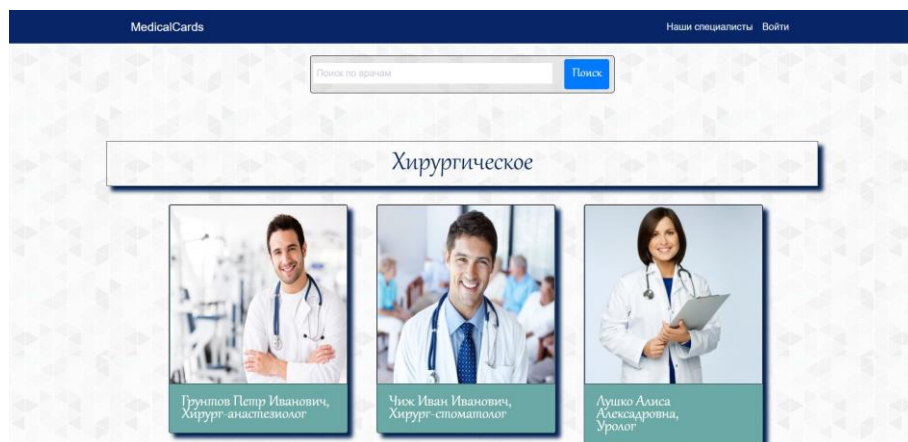 MedicalCards
Наши специалисты Войти
Поиск по врачам
Поиск
Хирургическое
Грунтов Петр Иванович,
Хирург-анастезиолог
Чиж Иван Иванович,
Хирург-стоматолог
Лушко Алиса
Алексадровна,
Уролог